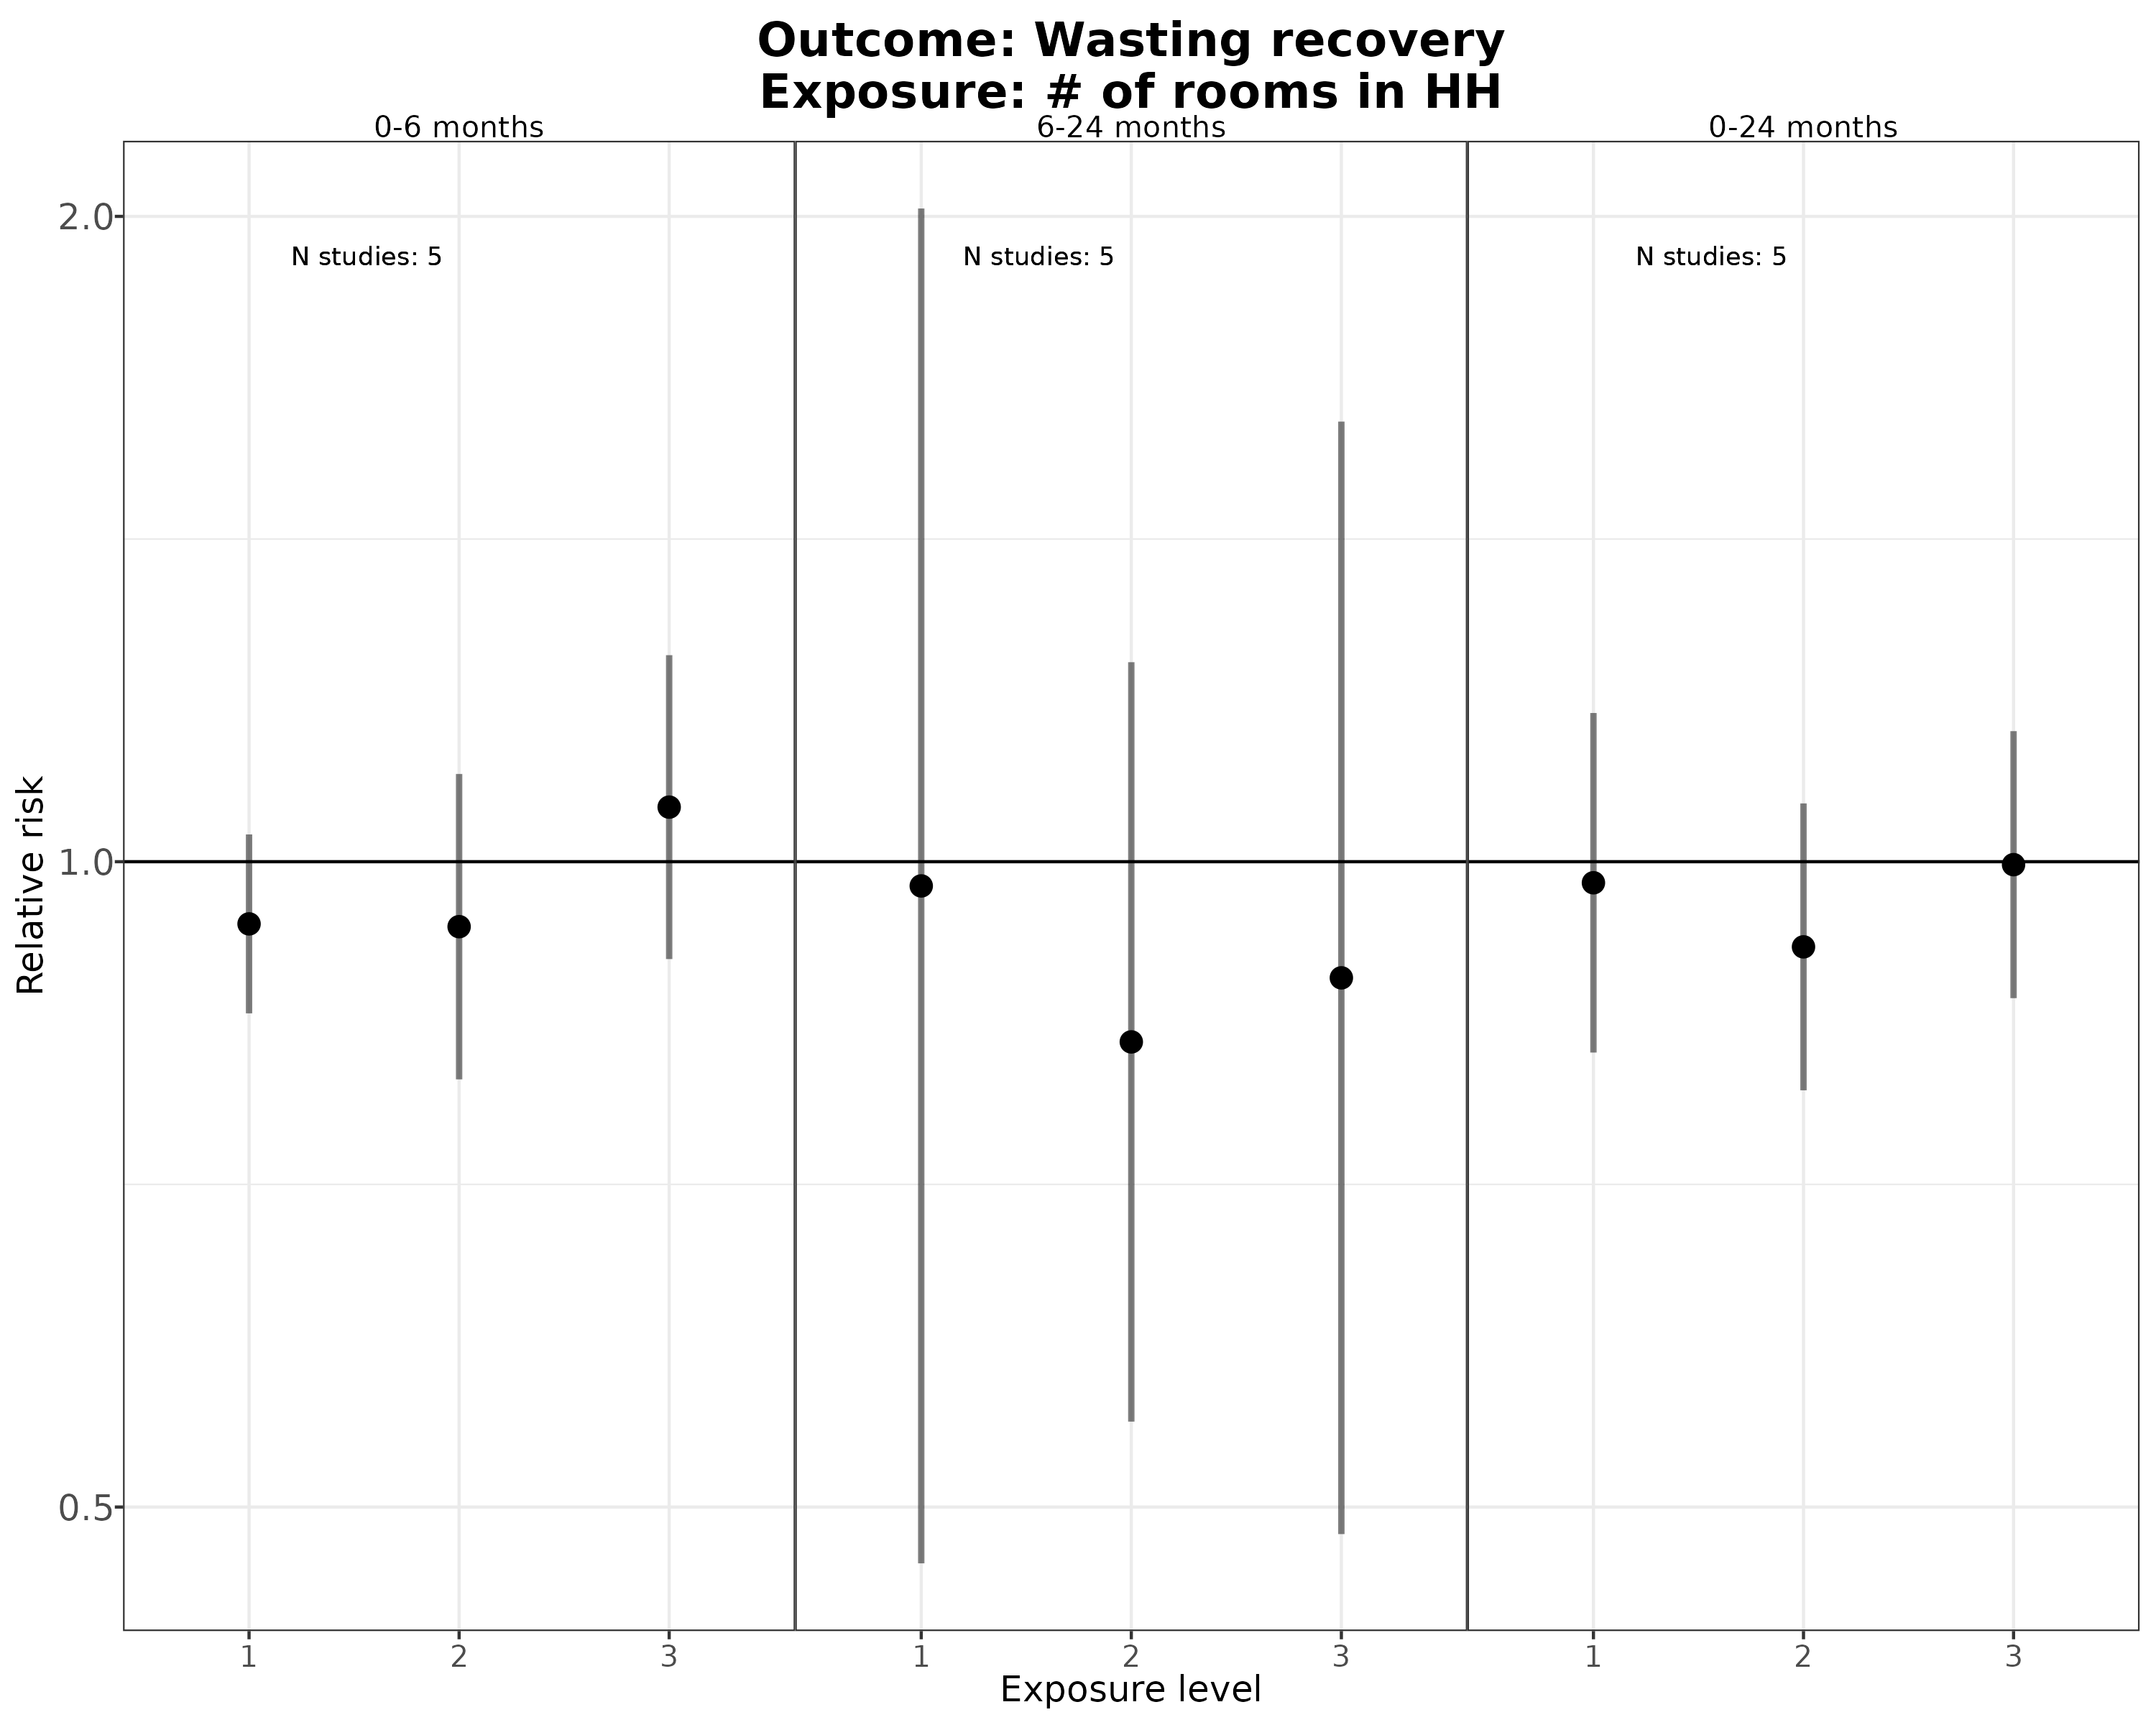 Outcome: Wasting recovery
Exposure: # of rooms in HH
0-6 months
6-24 months
0-24 months
2.0
N studies: 5
N studies: 5
N studies: 5
Relative risk
1.0
0.5
1
2
3
1
2
3
1
2
3
Exposure level